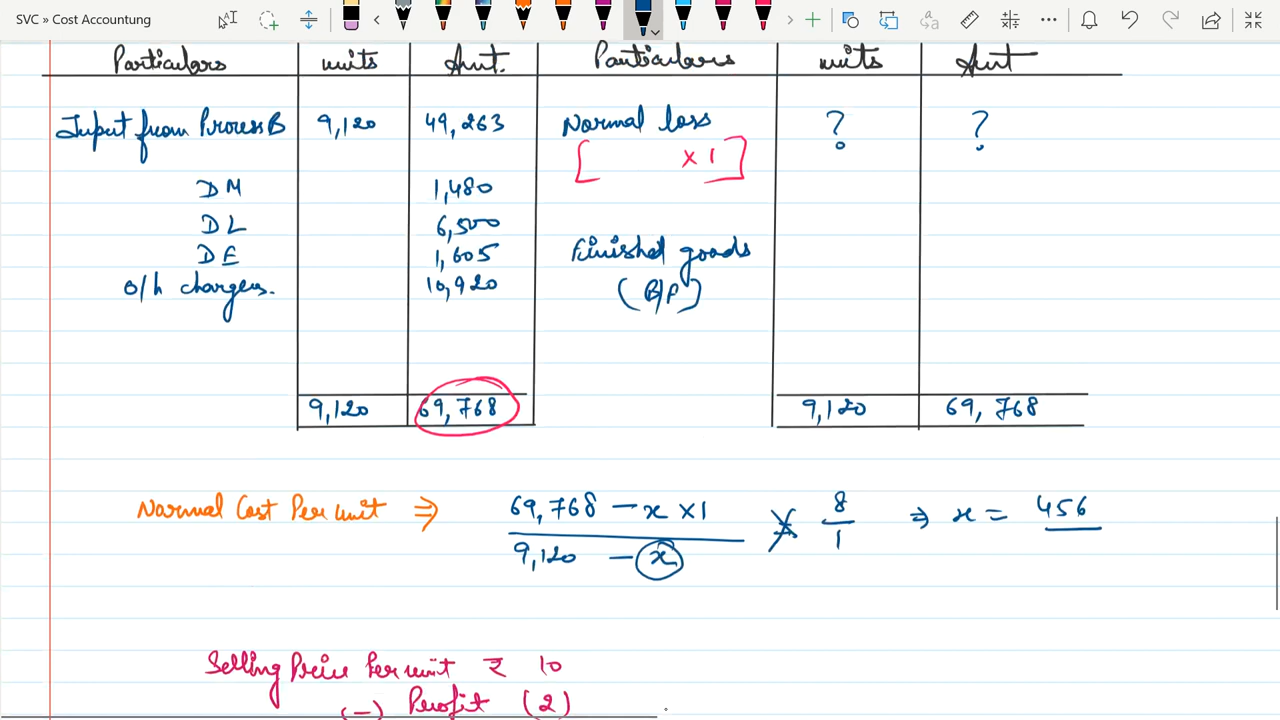 SVC » Cost Accountung
Particulars units Amt. Particulars units Amt
Input from Process B 9,120 49,263 Normal loss ? ?
[ x 1 ]
DM 1,480
DL 6,500
DE 1,605 Finished goods
o/h charges. 10,920 (B/F)
9,120 69,768 9,120 69,768
Normal Cost Per unit ⇒ 69,768 – x × 1 8 ⇒ x = 456
9,120 – x 1
Selling Price Per unit ₹ 10
(–) Profit (2)